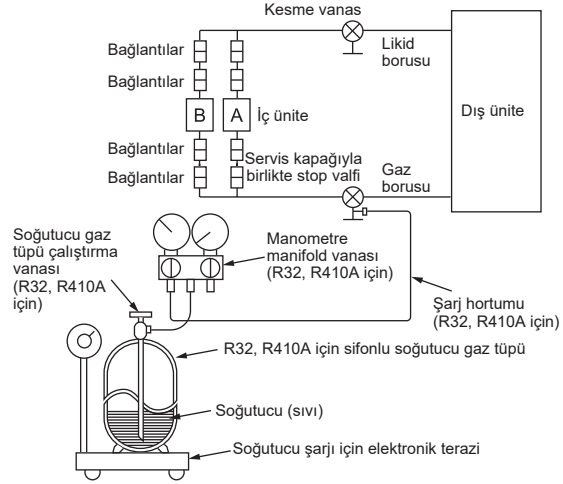 Kesme vanas
Likid
borusu
Bağlantılar
Bağlantılar
B
A
İç ünite
Dış ünite
Bağlantılar
Bağlantılar
Servis kapağıyla
birlikte stop valfi
Gaz
borusu
Soğutucu gaz
tüpü çalıştırma
vanası
(R32, R410A
için)
Manometre
manifold vanası
(R32, R410A için)
Şarj hortumu
(R32, R410A için)
R32, R410A için sifonlu soğutucu gaz tüpü
Soğutucu (sıvı)
Soğutucu şarjı için elektronik terazi